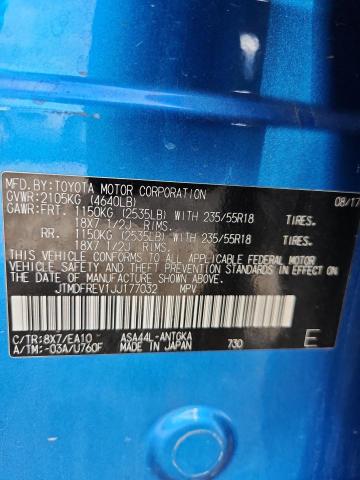 MFD.BY:TOYOTA MOTOR CORPORATION 08/17
GVWR:2105KG (4640LB)
GAWR:FRT. 1150KG (2535LB) WITH 235/55R18 TIRES.
18X7 1/2J RIMS.
RR. 1150KG (2535LB) WITH 235/55R18 TIRES.
18X7 1/2J RIMS.
THIS VEHICLE CONFORMS TO ALL APPLICABLE FEDERAL MOTOR
VEHICLE SAFETY AND BUMPER STANDARDS IN EFFECT ON
THE DATE OF MANUFACTURE SHOWN ABOVE.
JTMDFREV1JJ177032 MPV
C/TR:8X7/EA10 ASA44L-ANTGKA 730 E
A/TM:-03A/U760F MADE IN JAPAN